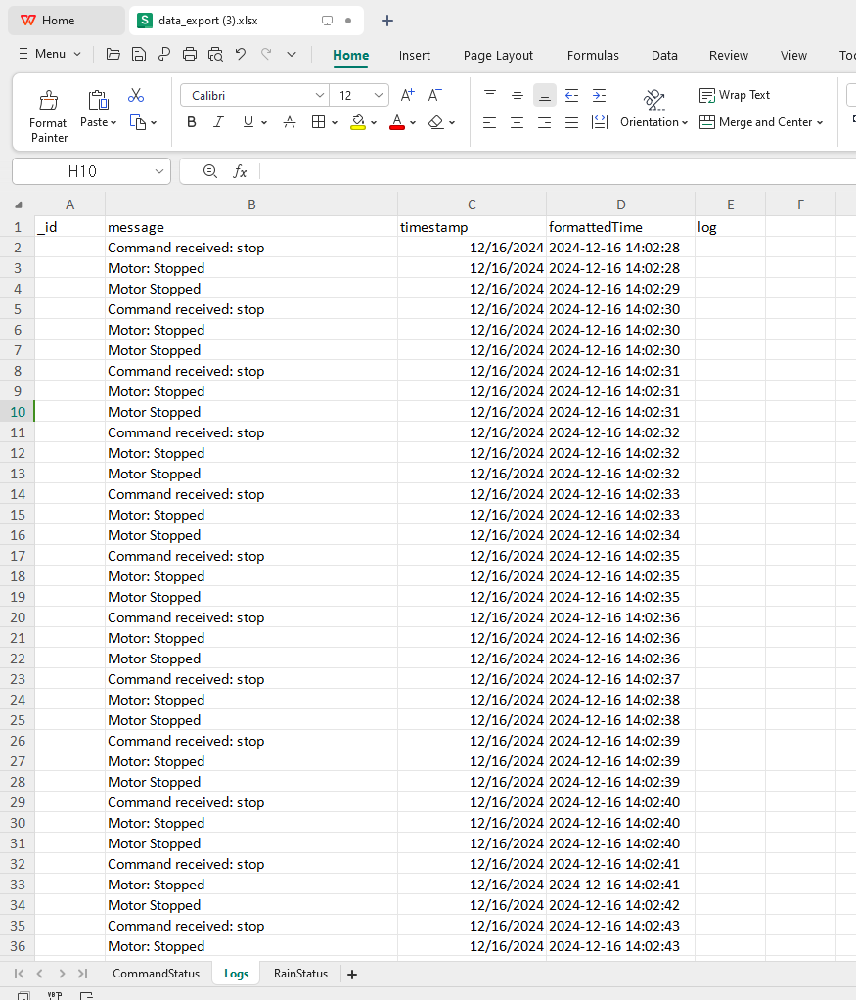 Home data_export (3).xlsx
Menu Home Insert Page Layout Formulas Data Review View
Calibri 12 A+ A- Wrap Text
Format Painter Paste B I U A A Orientation Merge and Center
H10 fx
A B C D E F
1 _id message timestamp formattedTime log
2 Command received: stop 12/16/2024 2024-12-16 14:02:28
3 Motor: Stopped 12/16/2024 2024-12-16 14:02:28
4 Motor Stopped 12/16/2024 2024-12-16 14:02:29
5 Command received: stop 12/16/2024 2024-12-16 14:02:30
6 Motor: Stopped 12/16/2024 2024-12-16 14:02:30
7 Motor Stopped 12/16/2024 2024-12-16 14:02:30
8 Command received: stop 12/16/2024 2024-12-16 14:02:31
9 Motor: Stopped 12/16/2024 2024-12-16 14:02:31
10 Motor Stopped 12/16/2024 2024-12-16 14:02:31
11 Command received: stop 12/16/2024 2024-12-16 14:02:32
12 Motor: Stopped 12/16/2024 2024-12-16 14:02:32
13 Motor Stopped 12/16/2024 2024-12-16 14:02:32
14 Command received: stop 12/16/2024 2024-12-16 14:02:33
15 Motor: Stopped 12/16/2024 2024-12-16 14:02:33
16 Motor Stopped 12/16/2024 2024-12-16 14:02:34
17 Command received: stop 12/16/2024 2024-12-16 14:02:35
18 Motor: Stopped 12/16/2024 2024-12-16 14:02:35
19 Motor Stopped 12/16/2024 2024-12-16 14:02:35
20 Command received: stop 12/16/2024 2024-12-16 14:02:36
21 Motor: Stopped 12/16/2024 2024-12-16 14:02:36
22 Motor Stopped 12/16/2024 2024-12-16 14:02:36
23 Command received: stop 12/16/2024 2024-12-16 14:02:37
24 Motor: Stopped 12/16/2024 2024-12-16 14:02:38
25 Motor Stopped 12/16/2024 2024-12-16 14:02:38
26 Command received: stop 12/16/2024 2024-12-16 14:02:39
27 Motor: Stopped 12/16/2024 2024-12-16 14:02:39
28 Motor Stopped 12/16/2024 2024-12-16 14:02:39
29 Command received: stop 12/16/2024 2024-12-16 14:02:40
30 Motor: Stopped 12/16/2024 2024-12-16 14:02:40
31 Motor Stopped 12/16/2024 2024-12-16 14:02:40
32 Command received: stop 12/16/2024 2024-12-16 14:02:41
33 Motor: Stopped 12/16/2024 2024-12-16 14:02:41
34 Motor Stopped 12/16/2024 2024-12-16 14:02:42
35 Command received: stop 12/16/2024 2024-12-16 14:02:43
36 Motor: Stopped 12/16/2024 2024-12-16 14:02:43
CommandStatus Logs RainStatus